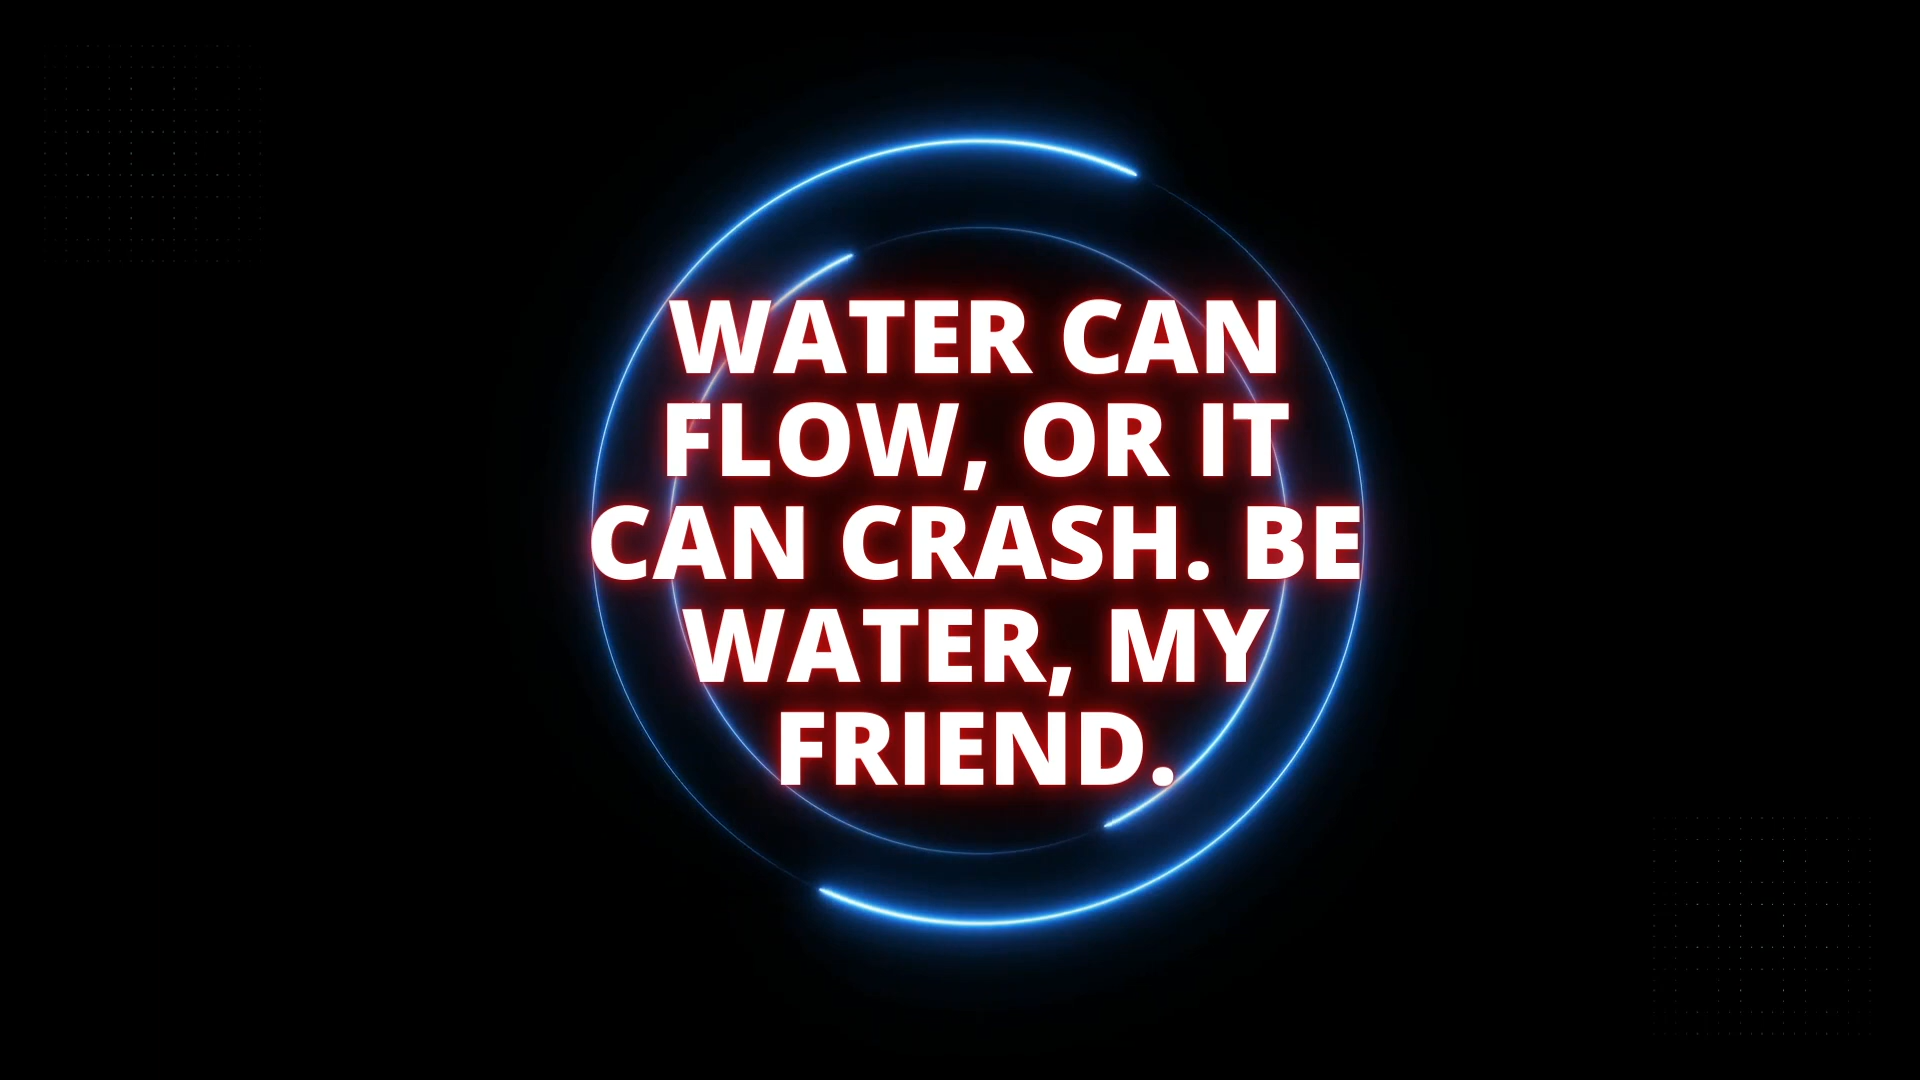 WATER CAN
FLOW, OR IT
CAN CRASH. BE
WATER, MY
FRIEND.